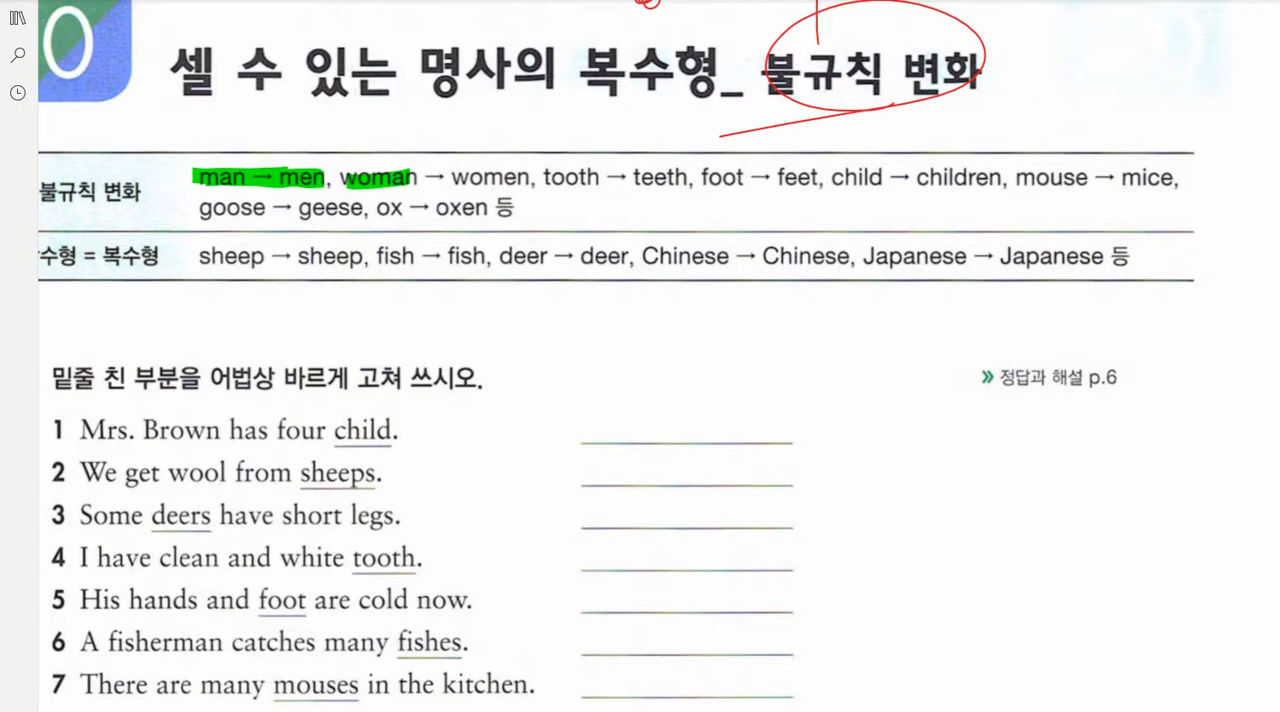 0
셀 수 있는 명사의 복수형_ 불규칙 변화
불규칙 변화
man → men, woman → women, tooth → teeth, foot → feet, child → children, mouse → mice,
goose → geese, ox → oxen 등
수형 = 복수형
sheep → sheep, fish → fish, deer → deer, Chinese → Chinese, Japanese → Japanese 등
밑줄 친 부분을 어법상 바르게 고쳐 쓰시오.
» 정답과 해설 p.6
1 Mrs. Brown has four child.
2 We get wool from sheeps.
3 Some deers have short legs.
4 I have clean and white tooth.
5 His hands and foot are cold now.
6 A fisherman catches many fishes.
7 There are many mouses in the kitchen.